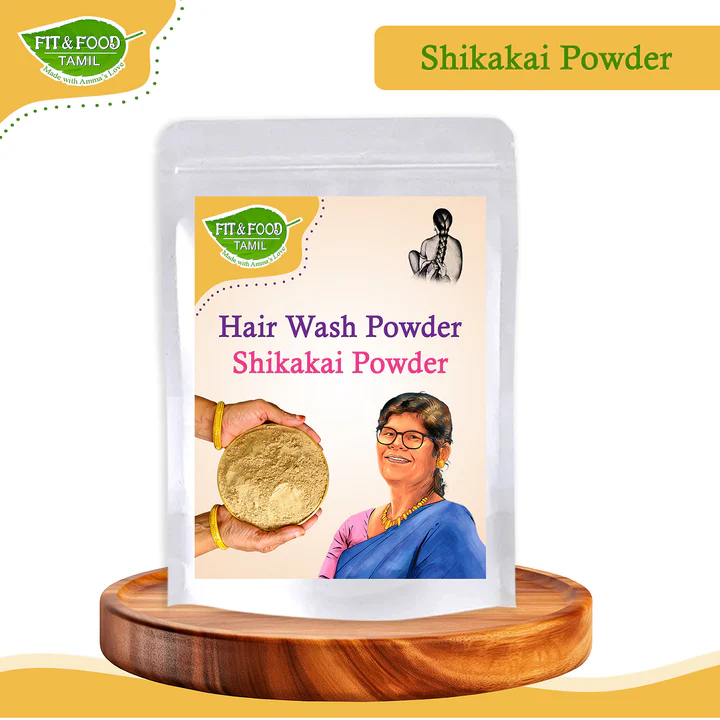 FIT & FOOD
TAMIL
Made with Amma's Love
Shikakai Powder
FIT & FOOD
TAMIL
Made with Amma's Love
Hair Wash Powder
Shikakai Powder